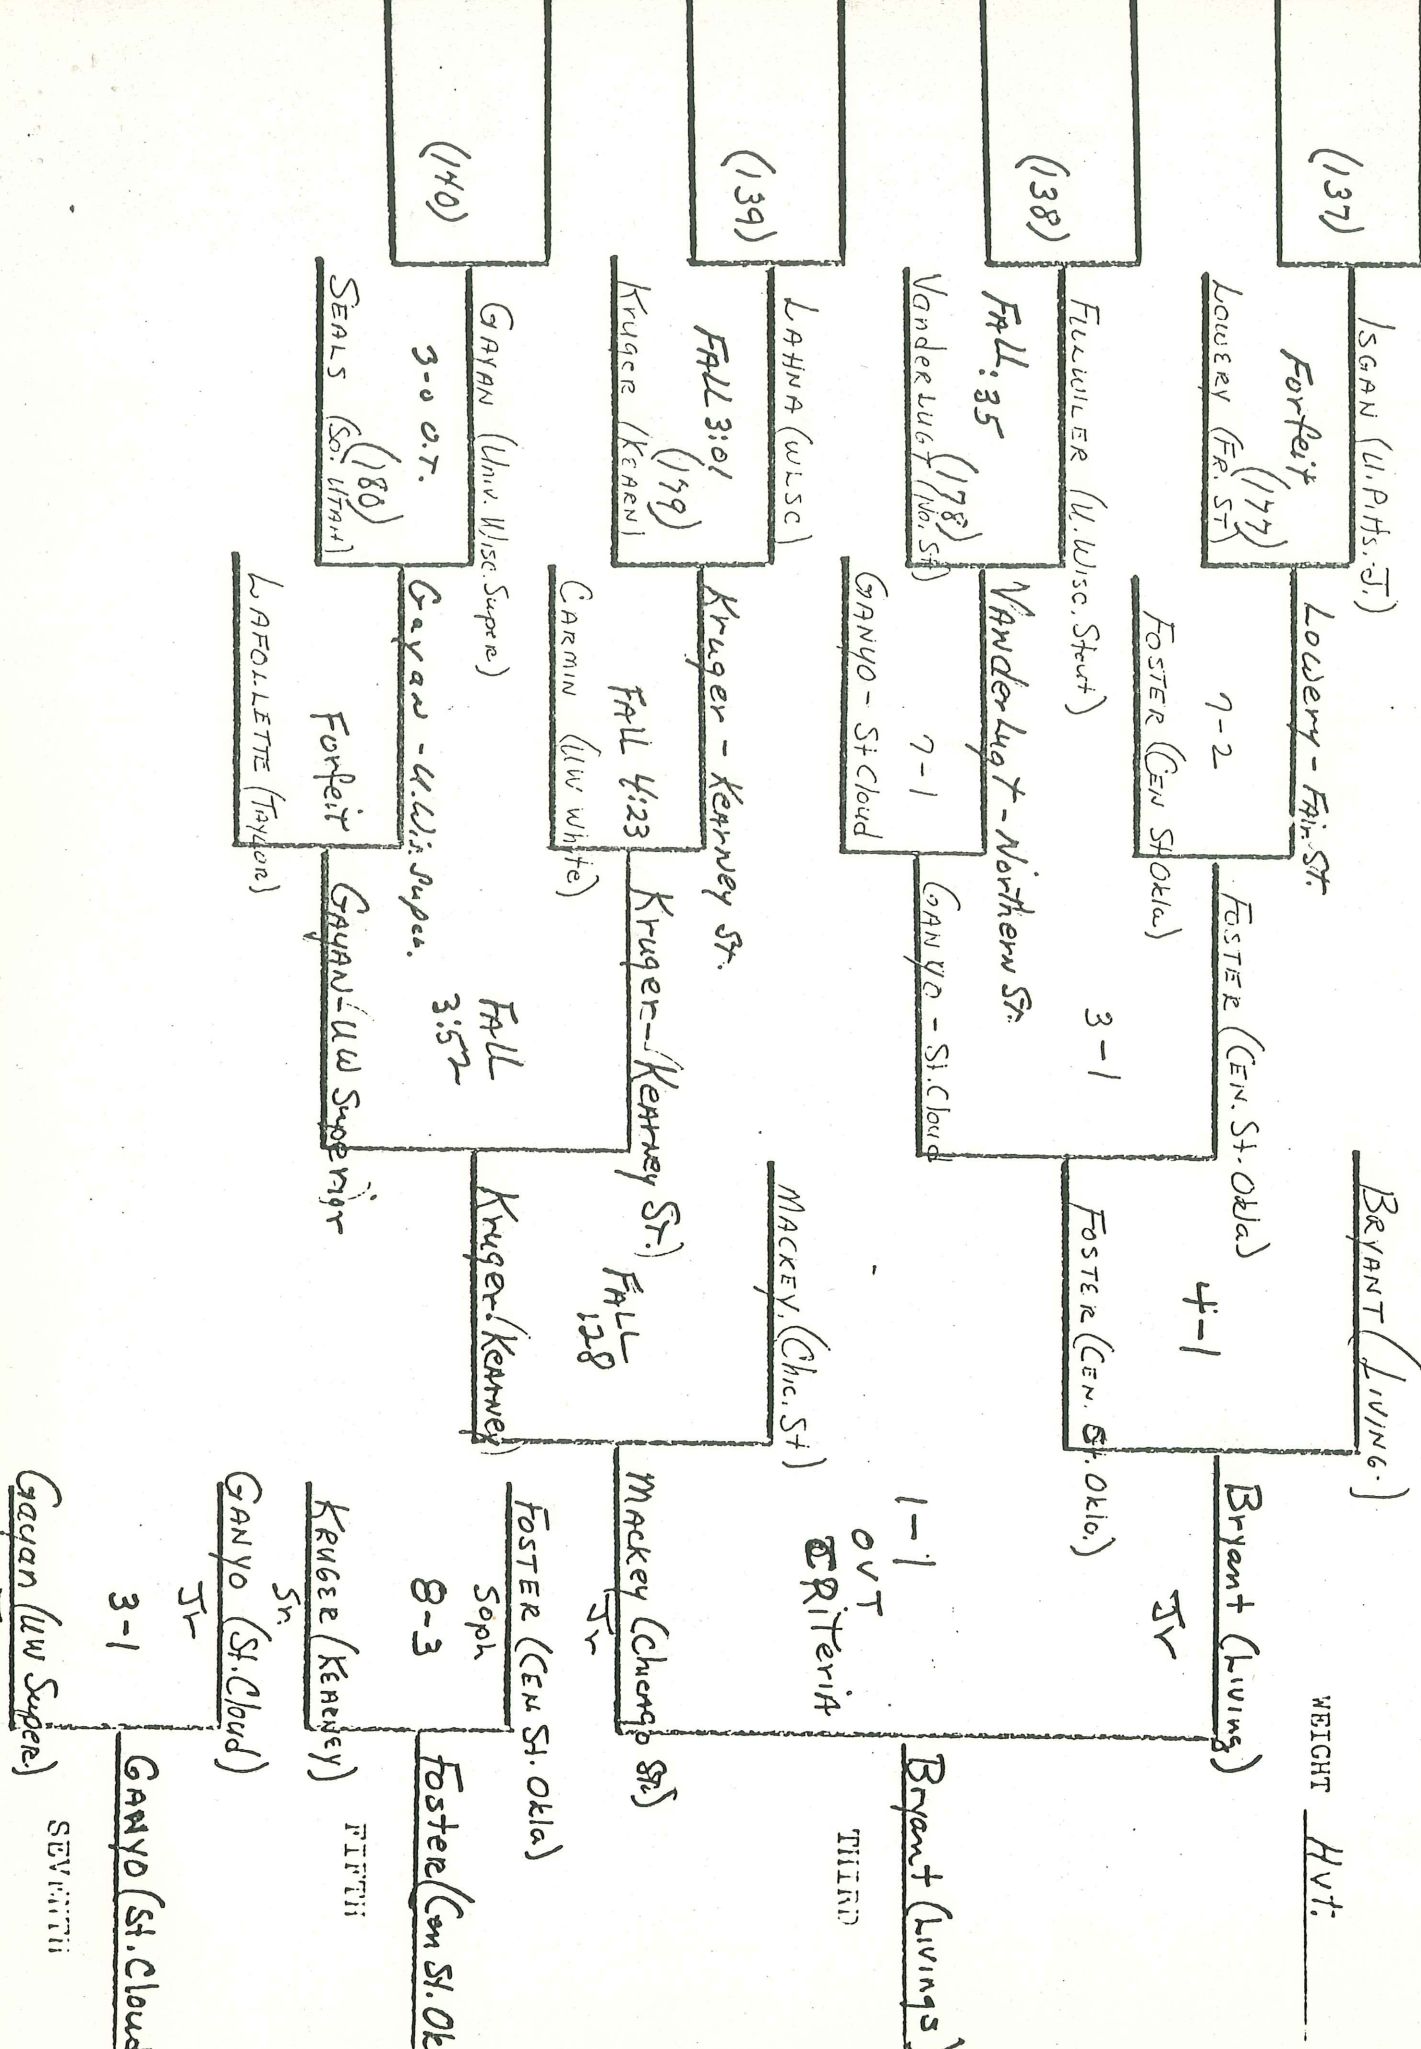 WEIGHT Hvt.
(137)
ISGAN (U. Pitts. J.)
Forfeit
(177)
LOWERY (FR. ST)
Lowery - FAir. St.
7-2
FOSTER (CEN St Okla)
FOSTER (CEN. St. Okla)
BRYANT (LIVING.)
4-1
Bryant (Living)
Jr
(138)
FULWILER (U. Wisc. Stout)
FALL :35
(178)
VanderLugt (No. St)
VanderLugt - Northern St.
7-1
GANYO - St Cloud
GANYO - St. Cloud
3-1
FOSTER (CEN. St. Okla.)
1-1
OVT
CRiteriA
Bryant (Livings)
THIRD
(139)
LAHNA (WLSC)
FALL 3:01
(179)
Kruger (KEARN)
Kruger - Kearney St.
FALL 4:23
CARMIN (UW White)
Kruger - (Kearney St.)
MACKEY (Chic. St)
FALL
1:28
MACKEY (Chicago St)
Jr
(140)
GAYAN (Univ. Wisc. Super)
3-0 O.T.
(180)
SEALS (So. UTAH)
Gayan - U. Wis. Super.
Forfeit
LAFOLLETTE (TAYLOR)
GAYAN - UW Superior
FALL
3:52
Kruger (Kearney)
FOSTER (CEN St. Okla)
Soph
8-3
KRUGER (KEARNEY)
Sr.
Foster (Cen St. Ok
FIFTH
GANYO (St. Cloud)
Jr
3-1
Gayan (UW Super.)
GANYO (St. Cloud
SEVENTH